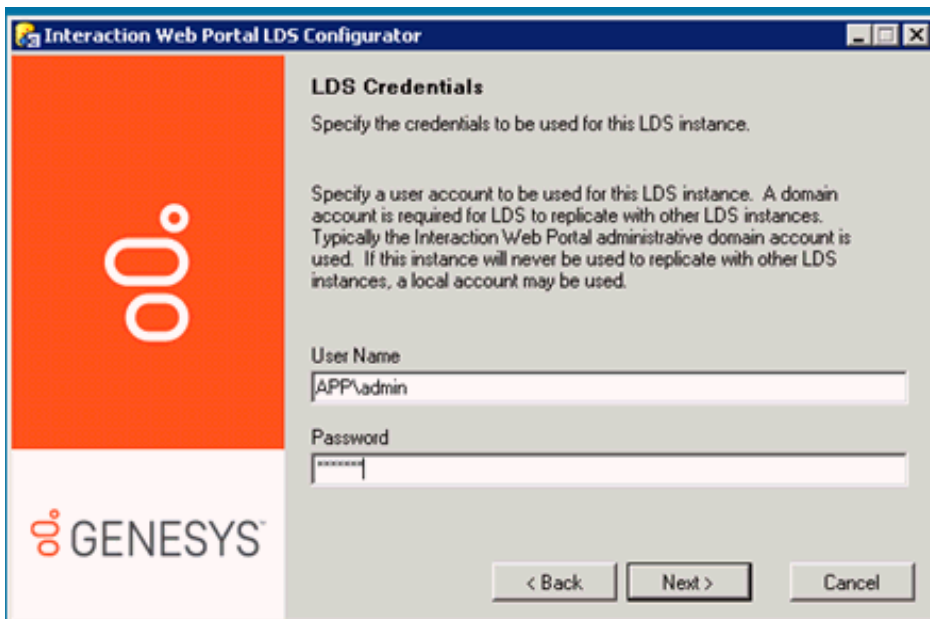 Interaction Web Portal LDS Configurator
LDS Credentials
Specify the credentials to be used for this LDS instance.
Specify a user account to be used for this LDS instance. A domain
account is required for LDS to replicate with other LDS instances.
Typically the Interaction Web Portal administrative domain account is
used. If this instance will never be used to replicate with other LDS
instances, a local account may be used.
User Name
APP\admin
Password
*******
GENESYS™
< Back Next > Cancel